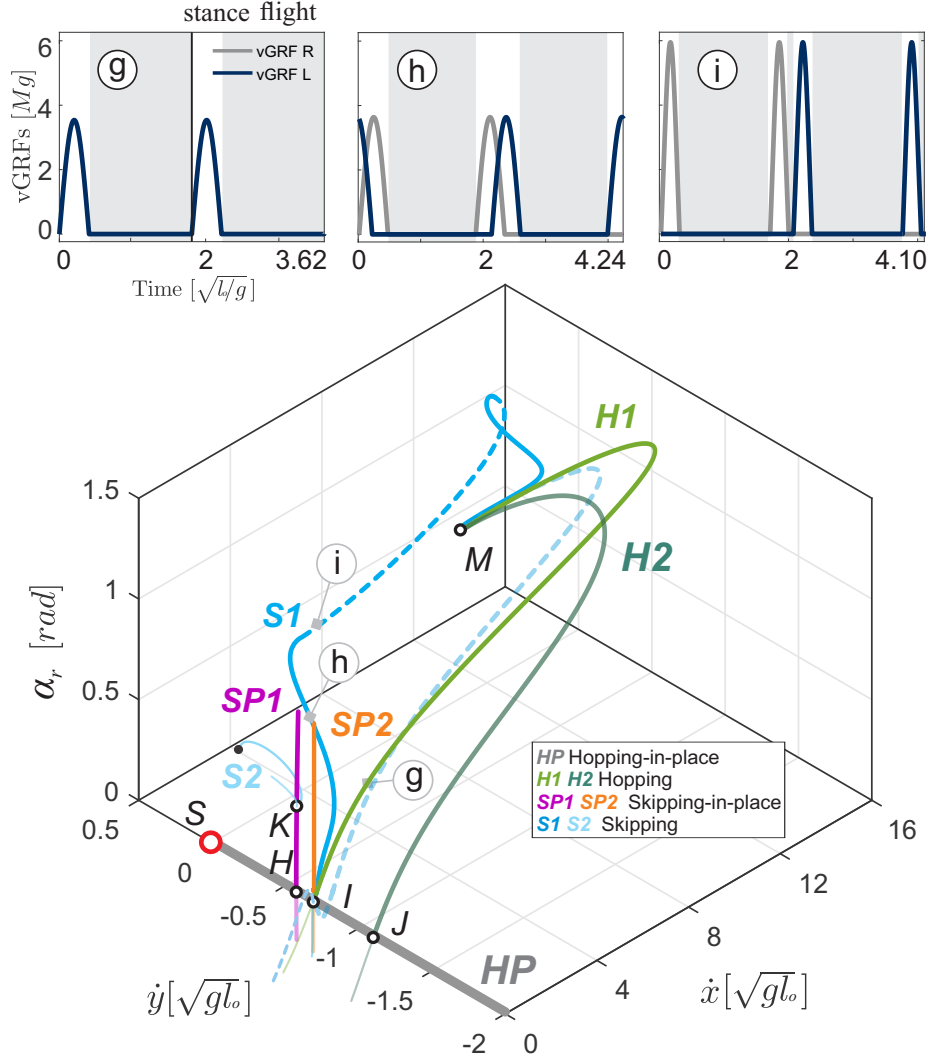 stance flight
vGRFs [Mg]
6
4
2
0
g
vGRF R
vGRF L
h
i
0 2 3.62
0 2 4.24
0 2 4.10
Time [√l₀/g]
H1
M
H2
1.5
1
0.5
0
αᵣ [rad]
i
S1
h
SP1
SP2
g
S2
HP Hopping-in-place
H1 H2 Hopping
SP1 SP2 Skipping-in-place
S1 S2 Skipping
K
S
H
I
J
HP
0.5
0
-0.5
-1
-1.5
-2
ẏ[√gl₀]
0
4
8
12
16
ẋ[√gl₀]